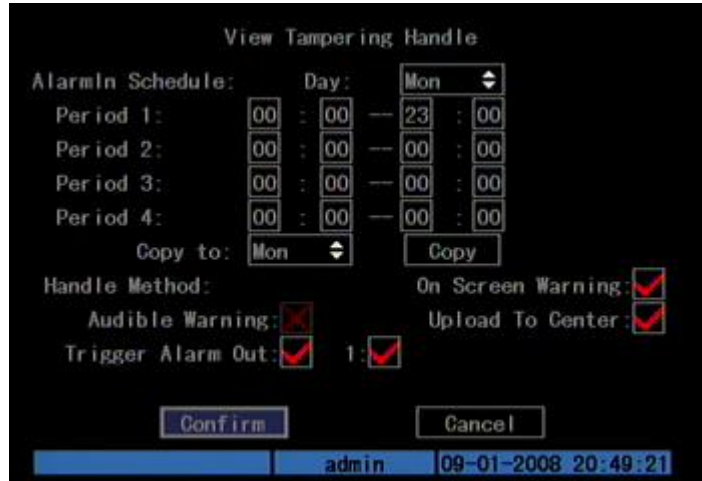 View Tampering Handle
AlarmIn Schedule: Day: Mon
Period 1: 00 : 00 -- 23 : 00
Period 2: 00 : 00 -- 00 : 00
Period 3: 00 : 00 -- 00 : 00
Period 4: 00 : 00 -- 00 : 00
Copy to: Mon Copy
Handle Method: On Screen Warning:
Audible Warning: Upload To Center:
Trigger Alarm Out: 1:
Confirm Cancel
admin 09-01-2008 20:49:21